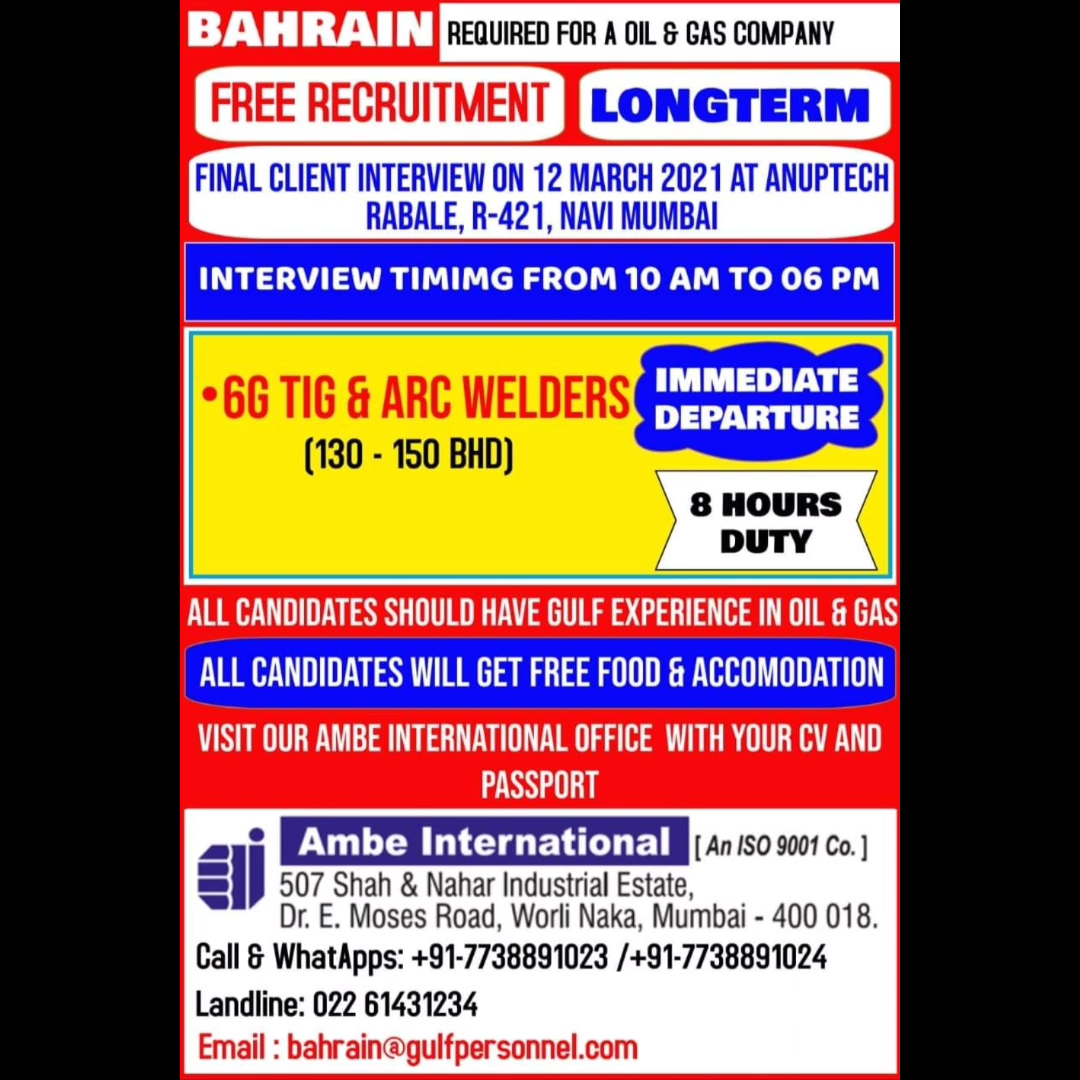 BAHRAIN REQUIRED FOR A OIL & GAS COMPANY
FREE RECRUITMENT LONGTERM
FINAL CLIENT INTERVIEW ON 12 MARCH 2021 AT ANUPTECH
RABALE, R-421, NAVI MUMBAI
INTERVIEW TIMIMG FROM 10 AM TO 06 PM
•6G TIG & ARC WELDERS
(130 - 150 BHD)
IMMEDIATE
DEPARTURE
8 HOURS
DUTY
ALL CANDIDATES SHOULD HAVE GULF EXPERIENCE IN OIL & GAS
ALL CANDIDATES WILL GET FREE FOOD & ACCOMODATION
VISIT OUR AMBE INTERNATIONAL OFFICE WITH YOUR CV AND
PASSPORT
Ambe International [ An ISO 9001 Co. ]
507 Shah & Nahar Industrial Estate,
Dr. E. Moses Road, Worli Naka, Mumbai - 400 018.
Call & WhatApps: +91-7738891023 /+91-7738891024
Landline: 022 61431234
Email : bahrain@gulfpersonnel.com